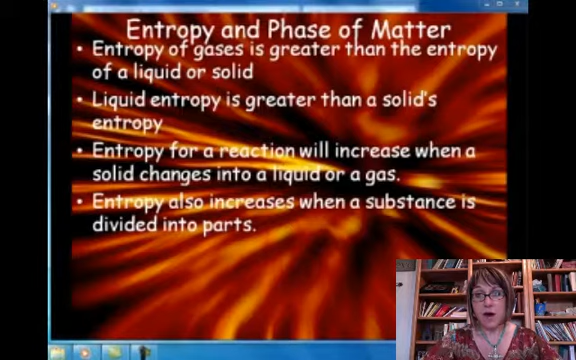 Entropy and Phase of Matter
• Entropy of gases is greater than the entropy
of a liquid or solid
• Liquid entropy is greater than a solid's
entropy
• Entropy for a reaction will increase when a
solid changes into a liquid or a gas.
• Entropy also increases when a substance is
divided into parts.